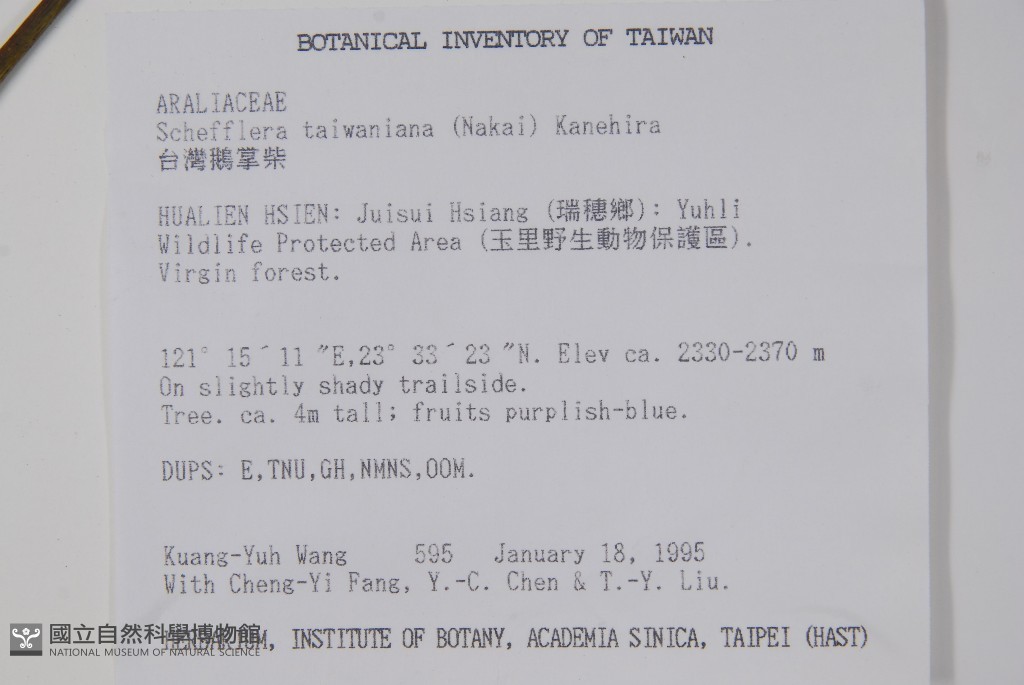 BOTANICAL INVENTORY OF TAIWAN
ARALIACEAE
Schefflera taiwaniana (Nakai) Kanehira
台灣鵝掌柴
HUALIEN HSIEN: Juisui Hsiang (瑞穗鄉): Yuhli
Wildlife Protected Area (玉里野生動物保護區).
Virgin forest.
121° 15´11 ″E,23° 33´23 ″N. Elev ca. 2330-2370 m
On slightly shady trailside.
Tree. ca. 4m tall; fruits purplish-blue.
DUPS: E,TNU,GH,NMNS,OOM.
Kuang-Yuh Wang 595 January 18, 1995
With Cheng-Yi Fang, Y.-C. Chen & T.-Y. Liu.
HERBARIUM, INSTITUTE OF BOTANY, ACADEMIA SINICA, TAIPEI (HAST)
國立自然科學博物館
NATIONAL MUSEUM OF NATURAL SCIENCE